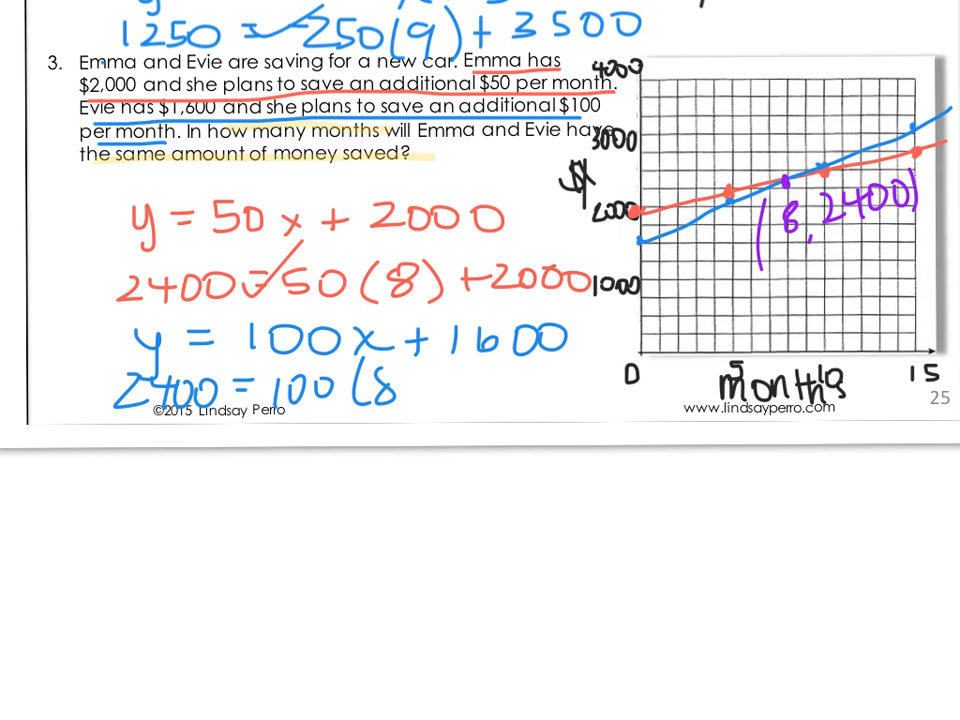 1250 = 250(9) + 3500
3. Emma and Evie are saving for a new car. Emma has
$2,000 and she plans to save an additional $50 per month.
Evie has $1,600 and she plans to save an additional $100
per month. In how many months will Emma and Evie have
the same amount of money saved?
4000
3000
$
2000
1000
0
5
10
15
months
(8, 2400)
y = 50x + 2000
2400 = 50(8) + 2000
y = 100x + 1600
2400 = 100(8
©2015 Lindsay Perro
www.lindsayperro.com
25